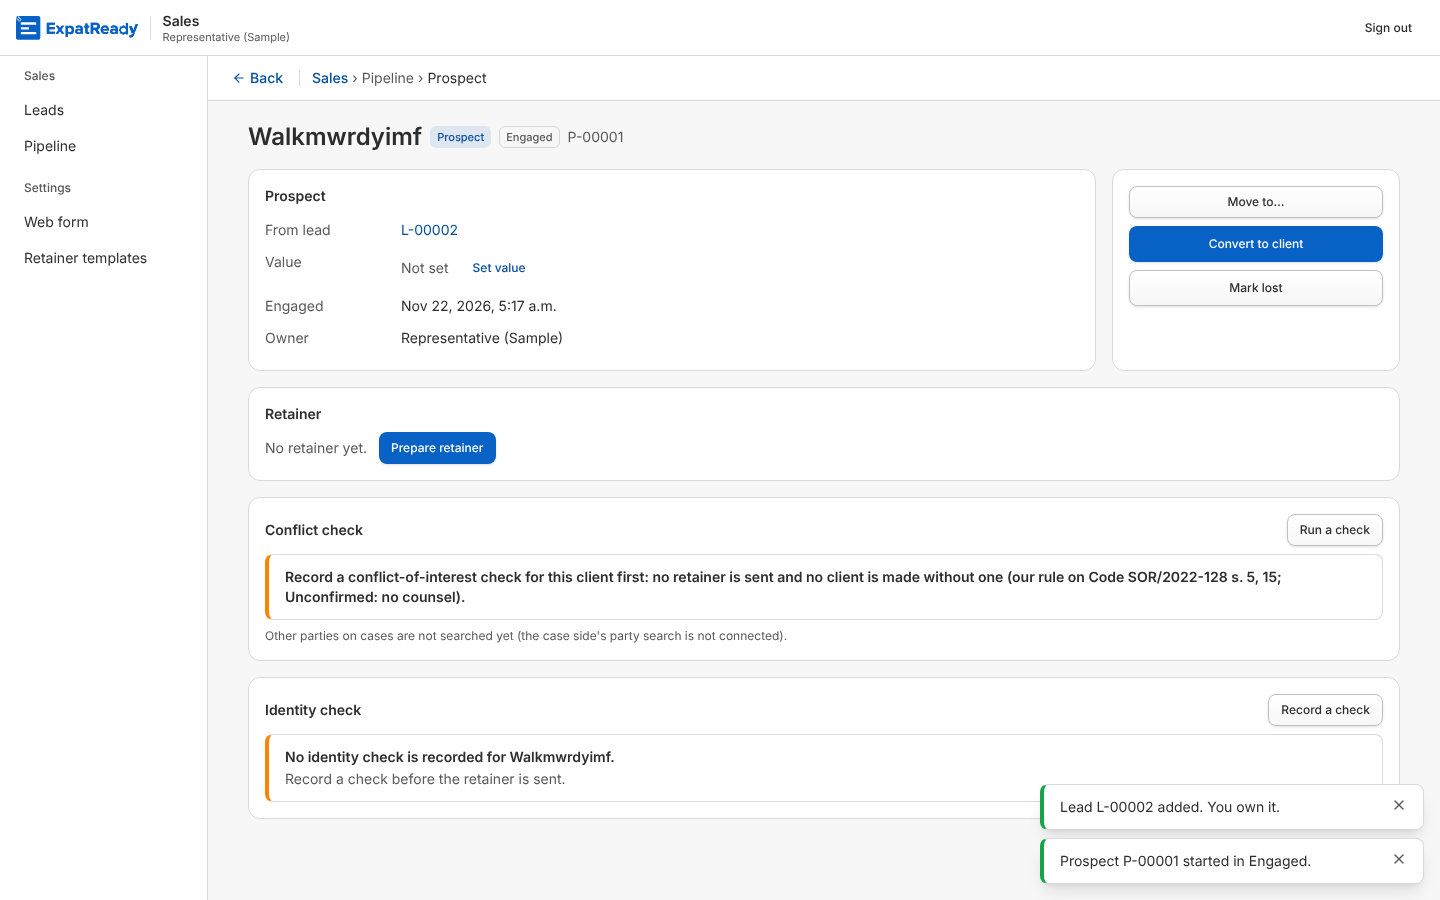 ExpatReady
Sales
Representative (Sample)
Sign out
Sales
Leads
Pipeline
Settings
Web form
Retainer templates
← Back
Sales › Pipeline › Prospect
Walkmwrdyimf Prospect Engaged P-00001
Prospect
From lead L-00002
Value Not set Set value
Engaged Nov 22, 2026, 5:17 a.m.
Owner Representative (Sample)
Move to...
Convert to client
Mark lost
Retainer
No retainer yet. Prepare retainer
Conflict check
Run a check
Record a conflict-of-interest check for this client first: no retainer is sent and no client is made without one (our rule on Code SOR/2022-128 s. 5, 15;
Unconfirmed: no counsel).
Other parties on cases are not searched yet (the case side's party search is not connected).
Identity check
Record a check
No identity check is recorded for Walkmwrdyimf.
Record a check before the retainer is sent.
Lead L-00002 added. You own it.
Prospect P-00001 started in Engaged.